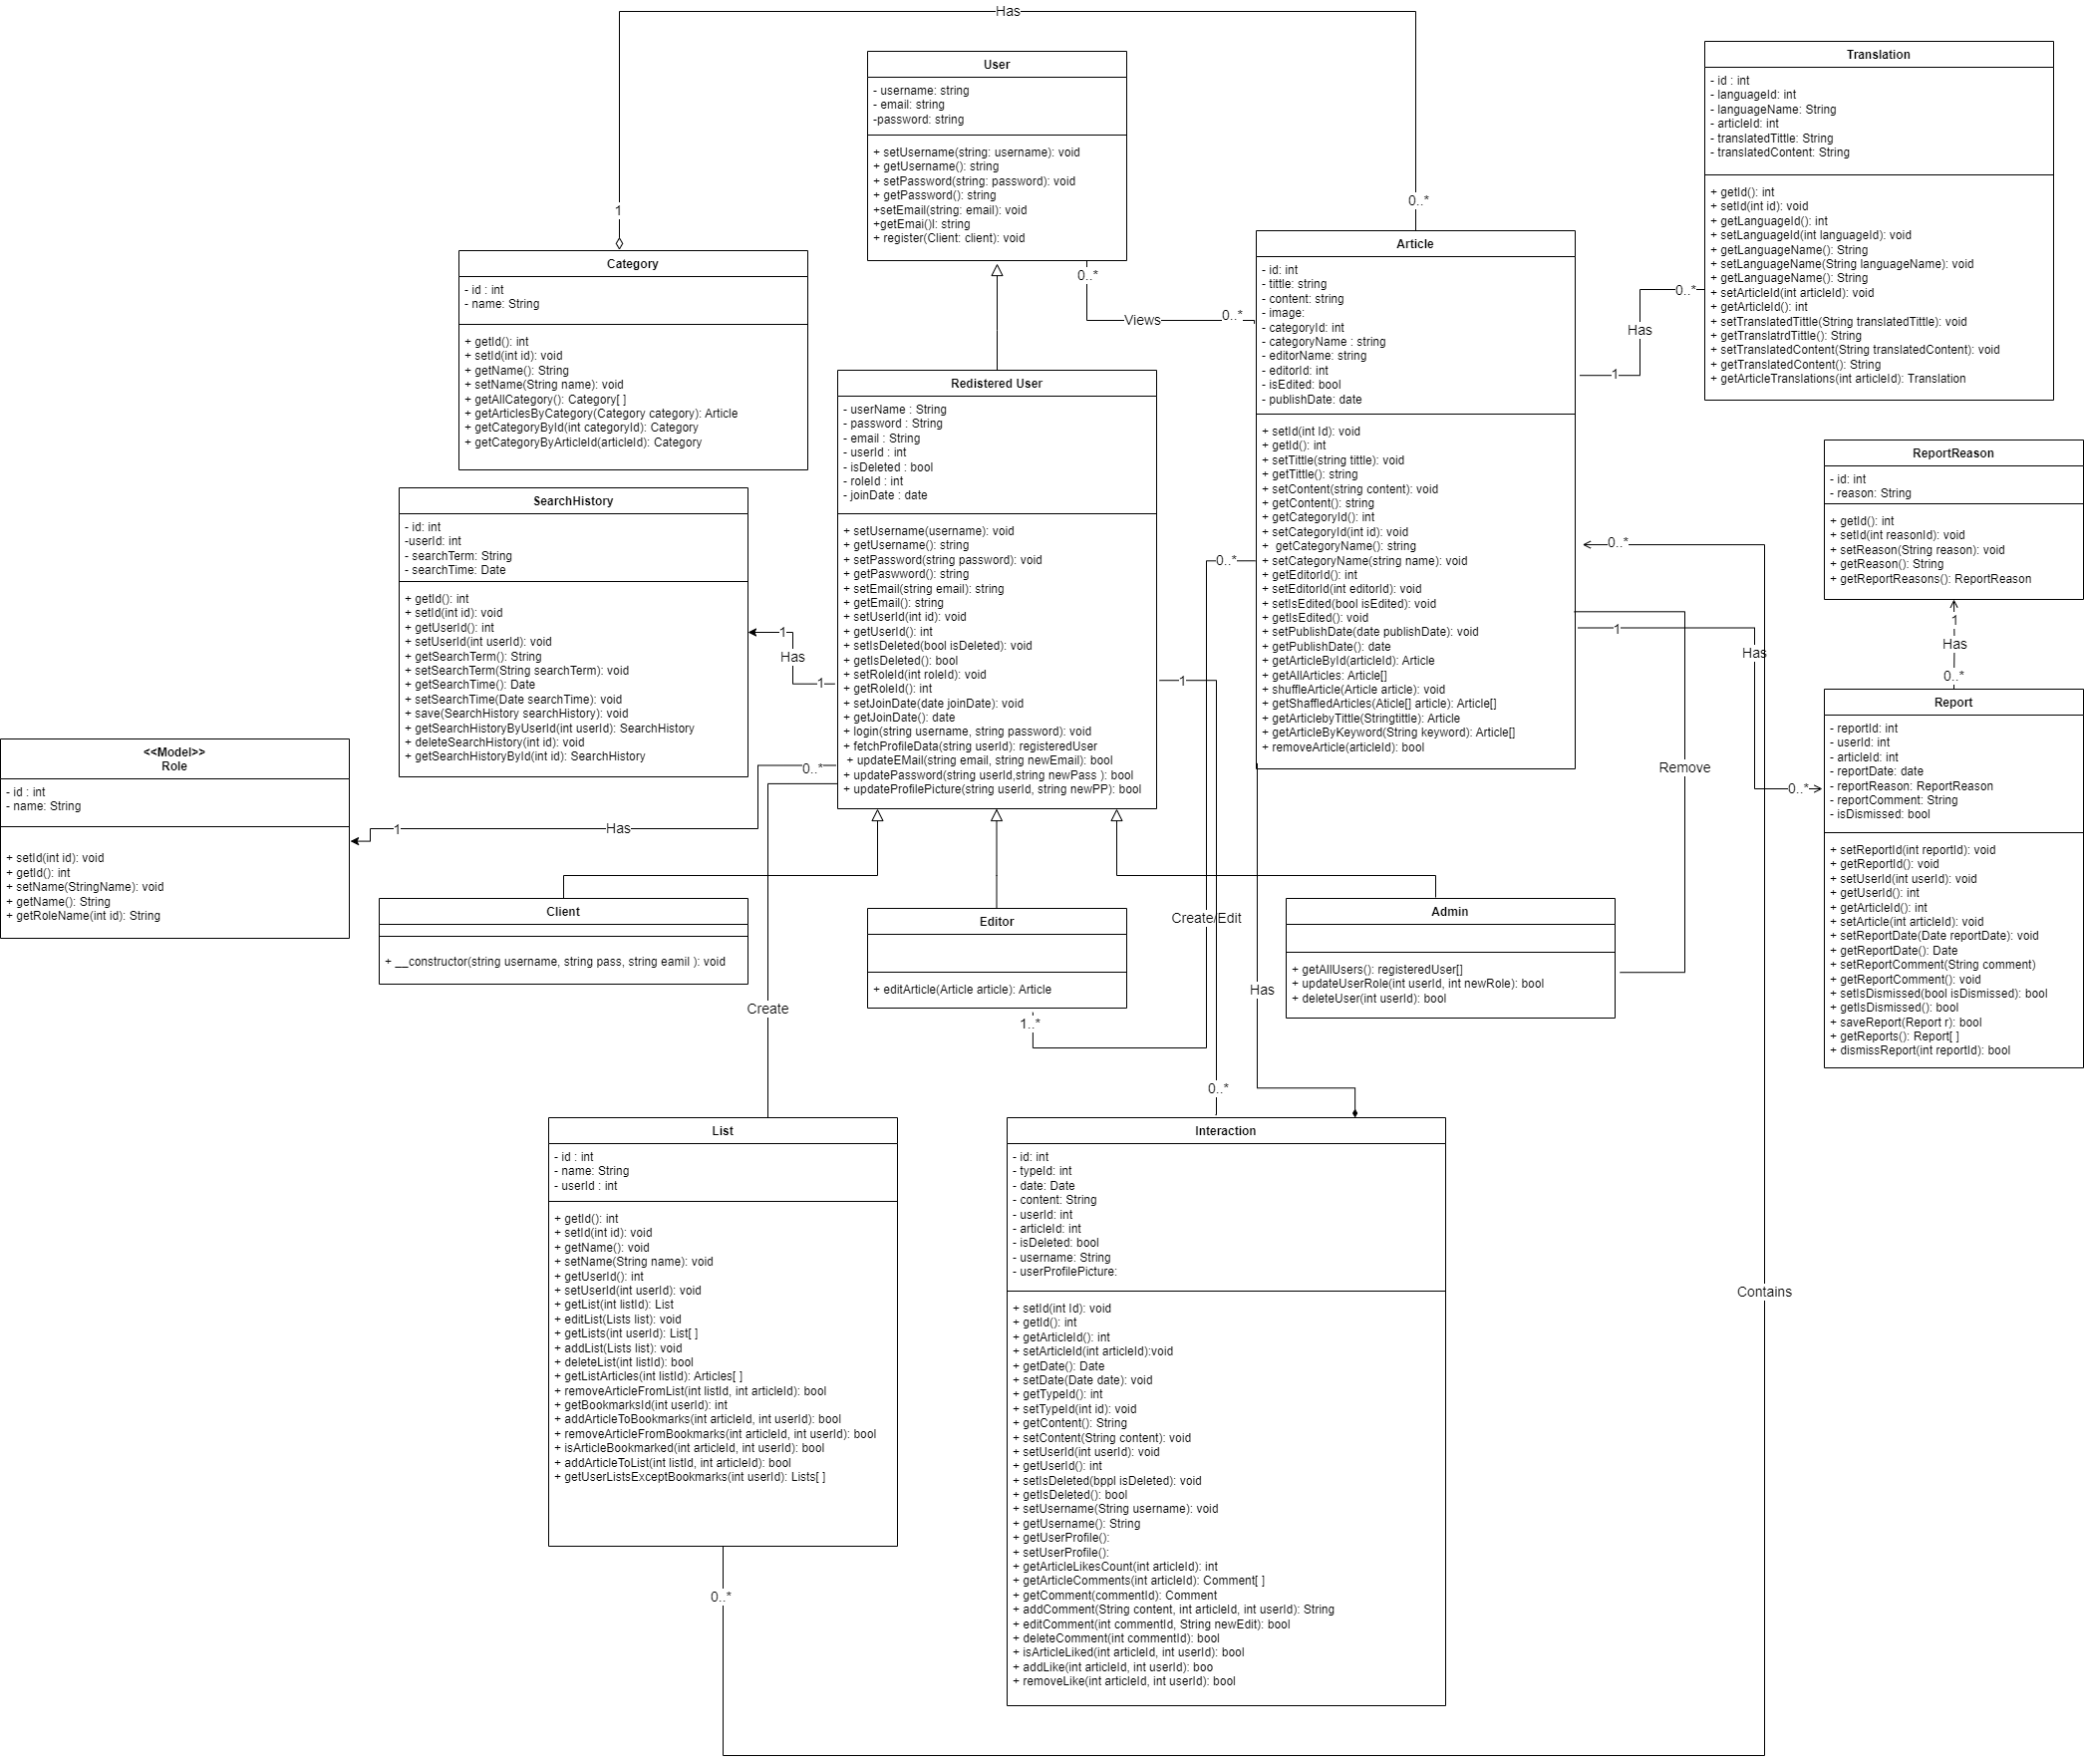 Has
1
0..*
User
- username: string
- email: string
-password: string
+ setUsername(string: username): void
+ getUsername(): string
+ setPassword(string: password): void
+ getPassword(): string
+setEmail(string: email): void
+getEmai()l: string
+ register(Client: client): void
0..*
Views
0..*
Translation
- id : int
- languageId: int
- languageName: String
- articleId: int
- translatedTittle: String
- translatedContent: String
+ getId(): int
+ setId(int id): void
+ getLanguageId(): int
+ setLanguageId(int languageId): void
+ getLanguageName(): String
+ setLanguageName(String languageName): void
+ getLanguageName(): String
+ setArticleId(int articleId): void
+ getArticleId(): int
+ setTranslatedTittle(String translatedTittle): void
+ getTranslatrdTittle(): String
+ setTranslatedContent(String translatedContent): void
+ getTranslatedContent(): String
+ getArticleTranslations(int articleId): Translation
0..*
Has
1
Category
- id : int
- name: String
+ getId(): int
+ setId(int id): void
+ getName(): String
+ setName(String name): void
+ getAllCategory(): Category[ ]
+ getArticlesByCategory(Category category): Article
+ getCategoryById(int categoryId): Category
+ getCategoryByArticleId(articleId): Category
Article
- id: int
- tittle: string
- content: string
- image:
- categoryId: int
- categoryName : string
- editorName: string
- editorId: int
- isEdited: bool
- publishDate: date
+ setId(int Id): void
+ getId(): int
+ setTittle(string tittle): void
+ getTittle(): string
+ setContent(string content): void
+ getContent(): string
+ getCategoryId(): int
+ setCategoryId(int id): void
+  getCategoryName(): string
+ setCategoryName(string name): void
+ getEditorId(): int
+ setEditorId(int editorId): void
+ setIsEdited(bool isEdited): void
+ getIsEdited(): void
+ setPublishDate(date publishDate): void
+ getPublishDate(): date
+ getArticleById(articleId): Article
+ getAllArticles: Article[]
+ shuffleArticle(Article article): void
+ getShaffledArticles(Aticle[] article): Article[]
+ getArticlebyTittle(Stringtittle): Article
+ getArticleByKeyword(String keyword): Article[]
+ removeArticle(articleId): bool
Redistered User
- userName : String
- password : String
- email : String
- userId : int
- isDeleted : bool
- roleId : int
- joinDate : date
+ setUsername(username): void
+ getUsername(): string
+ setPassword(string password): void
+ getPaswword(): string
+ setEmail(string email): string
+ getEmail(): string
+ setUserId(int id): void
+ getUserId(): int
+ setIsDeleted(bool isDeleted): void
+ getIsDeleted(): bool
+ setRoleId(int roleId): void
+ getRoleId(): int
+ setJoinDate(date joinDate): void
+ getJoinDate(): date
+ login(string username, string password): void
+ fetchProfileData(string userId): registeredUser
+ updateEMail(string email, string newEmail): bool
+ updatePassword(string userId,string newPass ): bool
+ updateProfilePicture(string userId, string newPP): bool
SearchHistory
- id: int
-userId: int
- searchTerm: String
- searchTime: Date
+ getId(): int
+ setId(int id): void
+ getUserId(): int
+ setUserId(int userId): void
+ getSearchTerm(): String
+ setSearchTerm(String searchTerm): void
+ getSearchTime(): Date
+ setSearchTime(Date searchTime): void
+ save(SearchHistory searchHistory): void
+ getSearchHistoryByUserId(int userId): SearchHistory
+ deleteSearchHistory(int id): void
+ getSearchHistoryById(int id): SearchHistory
1
Has
1
ReportReason
- id: int
- reason: String
+ getId(): int
+ setId(int reasonId): void
+ setReason(String reason): void
+ getReason(): String
+ getReportReasons(): ReportReason
1
Has
0..*
0..*
0..*
1
1
Has
0..*
Remove
Report
- reportId: int
- userId: int
- articleId: int
- reportDate: date
- reportReason: ReportReason
- reportComment: String
- isDismissed: bool
+ setReportId(int reportId): void
+ getReportId(): void
+ setUserId(int userId): void
+ getUserId(): int
+ getArticleId(): int
+ setArticle(int articleId): void
+ setReportDate(Date reportDate): void
+ getReportDate(): Date
+ setReportComment(String comment)
+ getReportComment(): void
+ setIsDismissed(bool isDismissed): bool
+ getIsDismissed(): bool
+ saveReport(Report r): bool
+ getReports(): Report[ ]
+ dismissReport(int reportId): bool
<<Model>>
Role
- id : int
- name: String
+ setId(int id): void
+ getId(): int
+ setName(StringName): void
+ getName(): String
+ getRoleName(int id): String
0..*
Has
1
Client
+ __constructor(string username, string pass, string eamil ): void
Editor
+ editArticle(Article article): Article
1..*
Create/Edit
Admin
+ getAllUsers(): registeredUser[]
+ updateUserRole(int userId, int newRole): bool
+ deleteUser(int userId): bool
Create
Has
0..*
List
- id : int
- name: String
- userId : int
+ getId(): int
+ setId(int id): void
+ getName(): void
+ setName(String name): void
+ getUserId(): int
+ setUserId(int userId): void
+ getList(int listId): List
+ editList(Lists list): void
+ getLists(int userId): List[ ]
+ addList(Lists list): void
+ deleteList(int listId): bool
+ getListArticles(int listId): Articles[ ]
+ removeArticleFromList(int listId, int articleId): bool
+ getBookmarksId(int userId): int
+ addArticleToBookmarks(int articleId, int userId): bool
+ removeArticleFromBookmarks(int articleId, int userId): bool
+ isArticleBookmarked(int articleId, int userId): bool
+ addArticleToList(int listId, int articleId): bool
+ getUserListsExceptBookmarks(int userId): Lists[ ]
0..*
Interaction
- id: int
- typeId: int
- date: Date
- content: String
- userId: int
- articleId: int
- isDeleted: bool
- username: String
- userProfilePicture:
+ setId(int Id): void
+ getId(): int
+ getArticleId(): int
+ setArticleId(int articleId):void
+ getDate(): Date
+ setDate(Date date): void
+ getTypeId(): int
+ setTypeId(int id): void
+ getContent(): String
+ setContent(String content): void
+ setUserId(int userId): void
+ getUserId(): int
+ setIsDeleted(bppl isDeleted): void
+ getIsDeleted(): bool
+ setUsername(String username): void
+ getUsername(): String
+ getUserProfile():
+ setUserProfile():
+ getArticleLikesCount(int articleId): int
+ getArticleComments(int articleId): Comment[ ]
+ getComment(commentId): Comment
+ addComment(String content, int articleId, int userId): String
+ editComment(int commentId, String newEdit): bool
+ deleteComment(int commentId): bool
+ isArticleLiked(int articleId, int userId): bool
+ addLike(int articleId, int userId): boo
+ removeLike(int articleId, int userId): bool
Contains